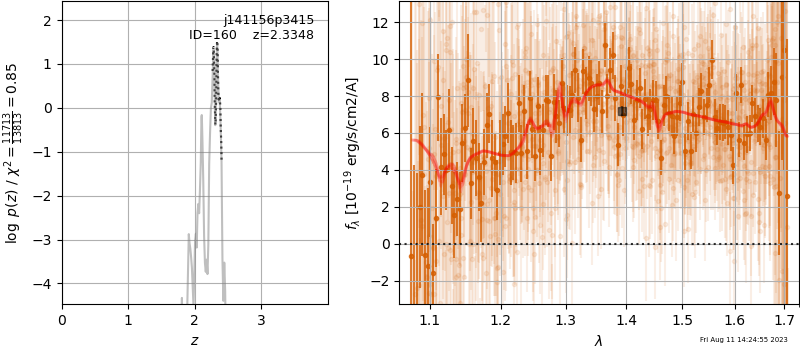 j141156p3415
ID=160 z=2.3348
log p(z) / χ² = 11713/13813 = 0.85
2
1
0
−1
−2
−3
−4
0 1 2 3
z
fλ [10⁻¹⁹ erg/s/cm2/A]
12
10
8
6
4
2
0
−2
1.1 1.2 1.3 1.4 1.5 1.6 1.7
λ
Fri Aug 11 14:24:55 2023